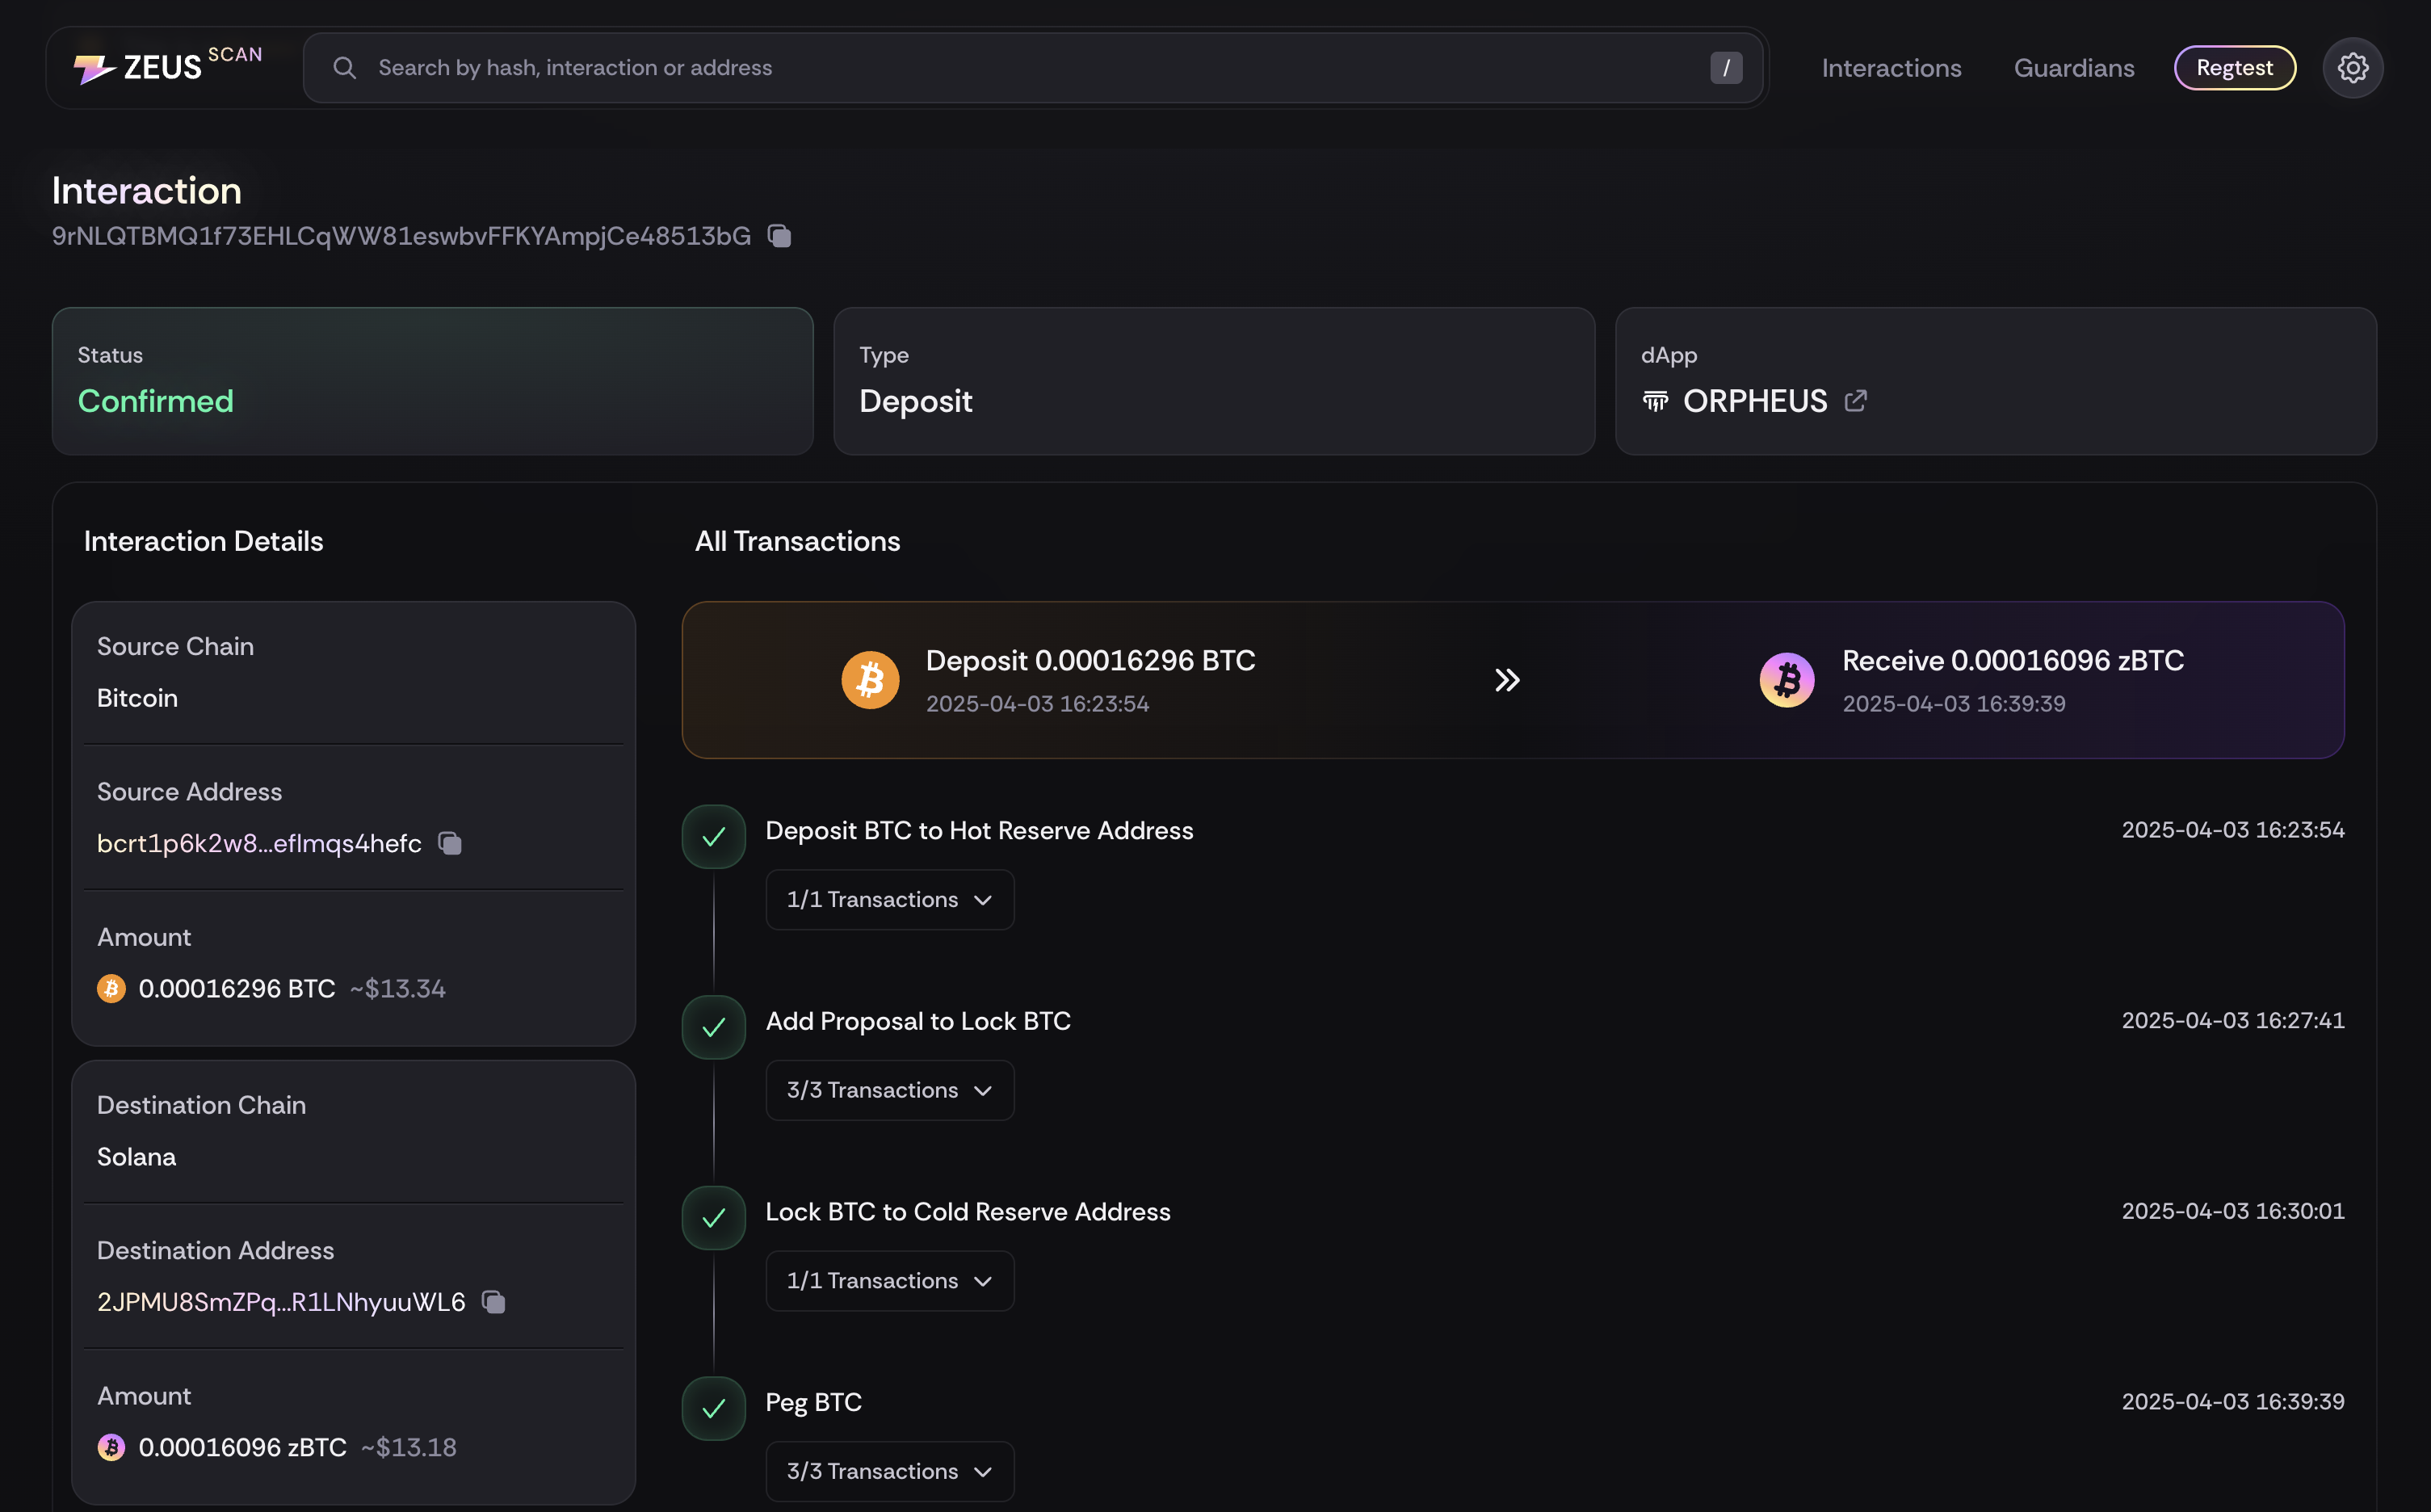 ZEUS SCAN
Search by hash, interaction or address
/
Interactions
Guardians
Regtest
Interaction
9rNLQTBMQ1f73EHLCqWW81eswbvFFKYAmpjCe48513bG
Status
Confirmed
Type
Deposit
dApp
ORPHEUS
Interaction Details
Source Chain
Bitcoin
Source Address
bcrt1p6k2w8...eflmqs4hefc
Amount
0.00016296 BTC ~$13.34
Destination Chain
Solana
Destination Address
2JPMU8SmZPq...R1LNhyuuWL6
Amount
0.00016096 zBTC ~$13.18
All Transactions
Deposit 0.00016296 BTC
2025-04-03 16:23:54
Receive 0.00016096 zBTC
2025-04-03 16:39:39
Deposit BTC to Hot Reserve Address
2025-04-03 16:23:54
1/1 Transactions
Add Proposal to Lock BTC
2025-04-03 16:27:41
3/3 Transactions
Lock BTC to Cold Reserve Address
2025-04-03 16:30:01
1/1 Transactions
Peg BTC
2025-04-03 16:39:39
3/3 Transactions